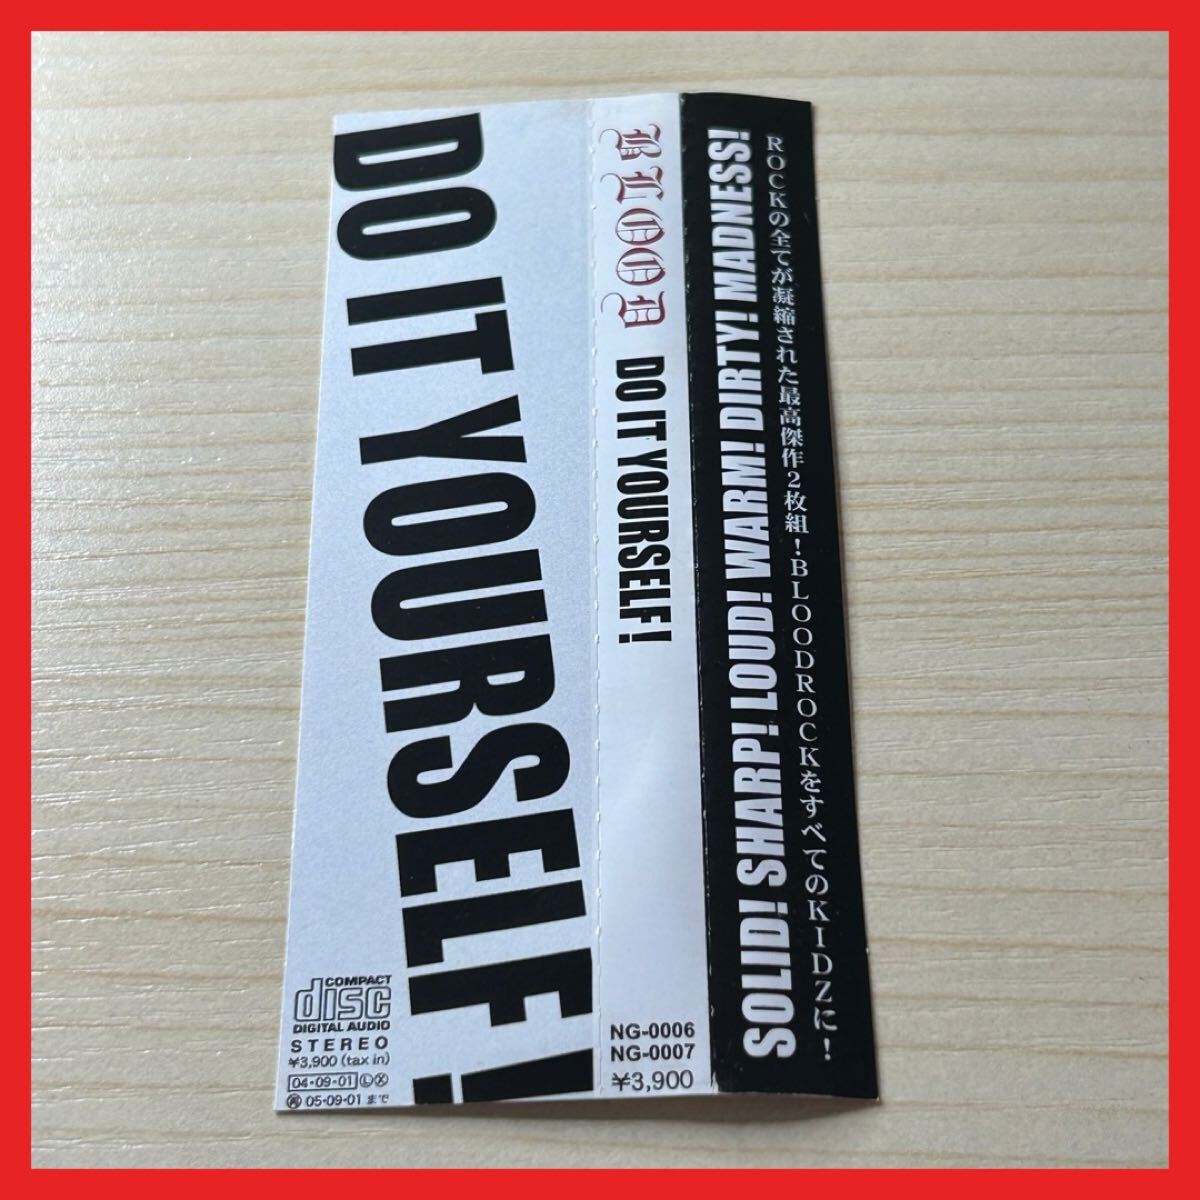 DO IT YOURSELF!
COMPACT
disc
DIGITAL AUDIO
STEREO
¥3,900 (tax in)
04・09・01 Ⓛ Ⓧ
再 05・09・01 まで
BLOOD DO IT YOURSELF!
NG-0006
NG-0007
¥3,900
SOLID! SHARP! LOUD! WARM! DIRTY! MADNESS!
ROCKの全てが凝縮された最高傑作2枚組!BLOODROCKをすべてのKIDZに!